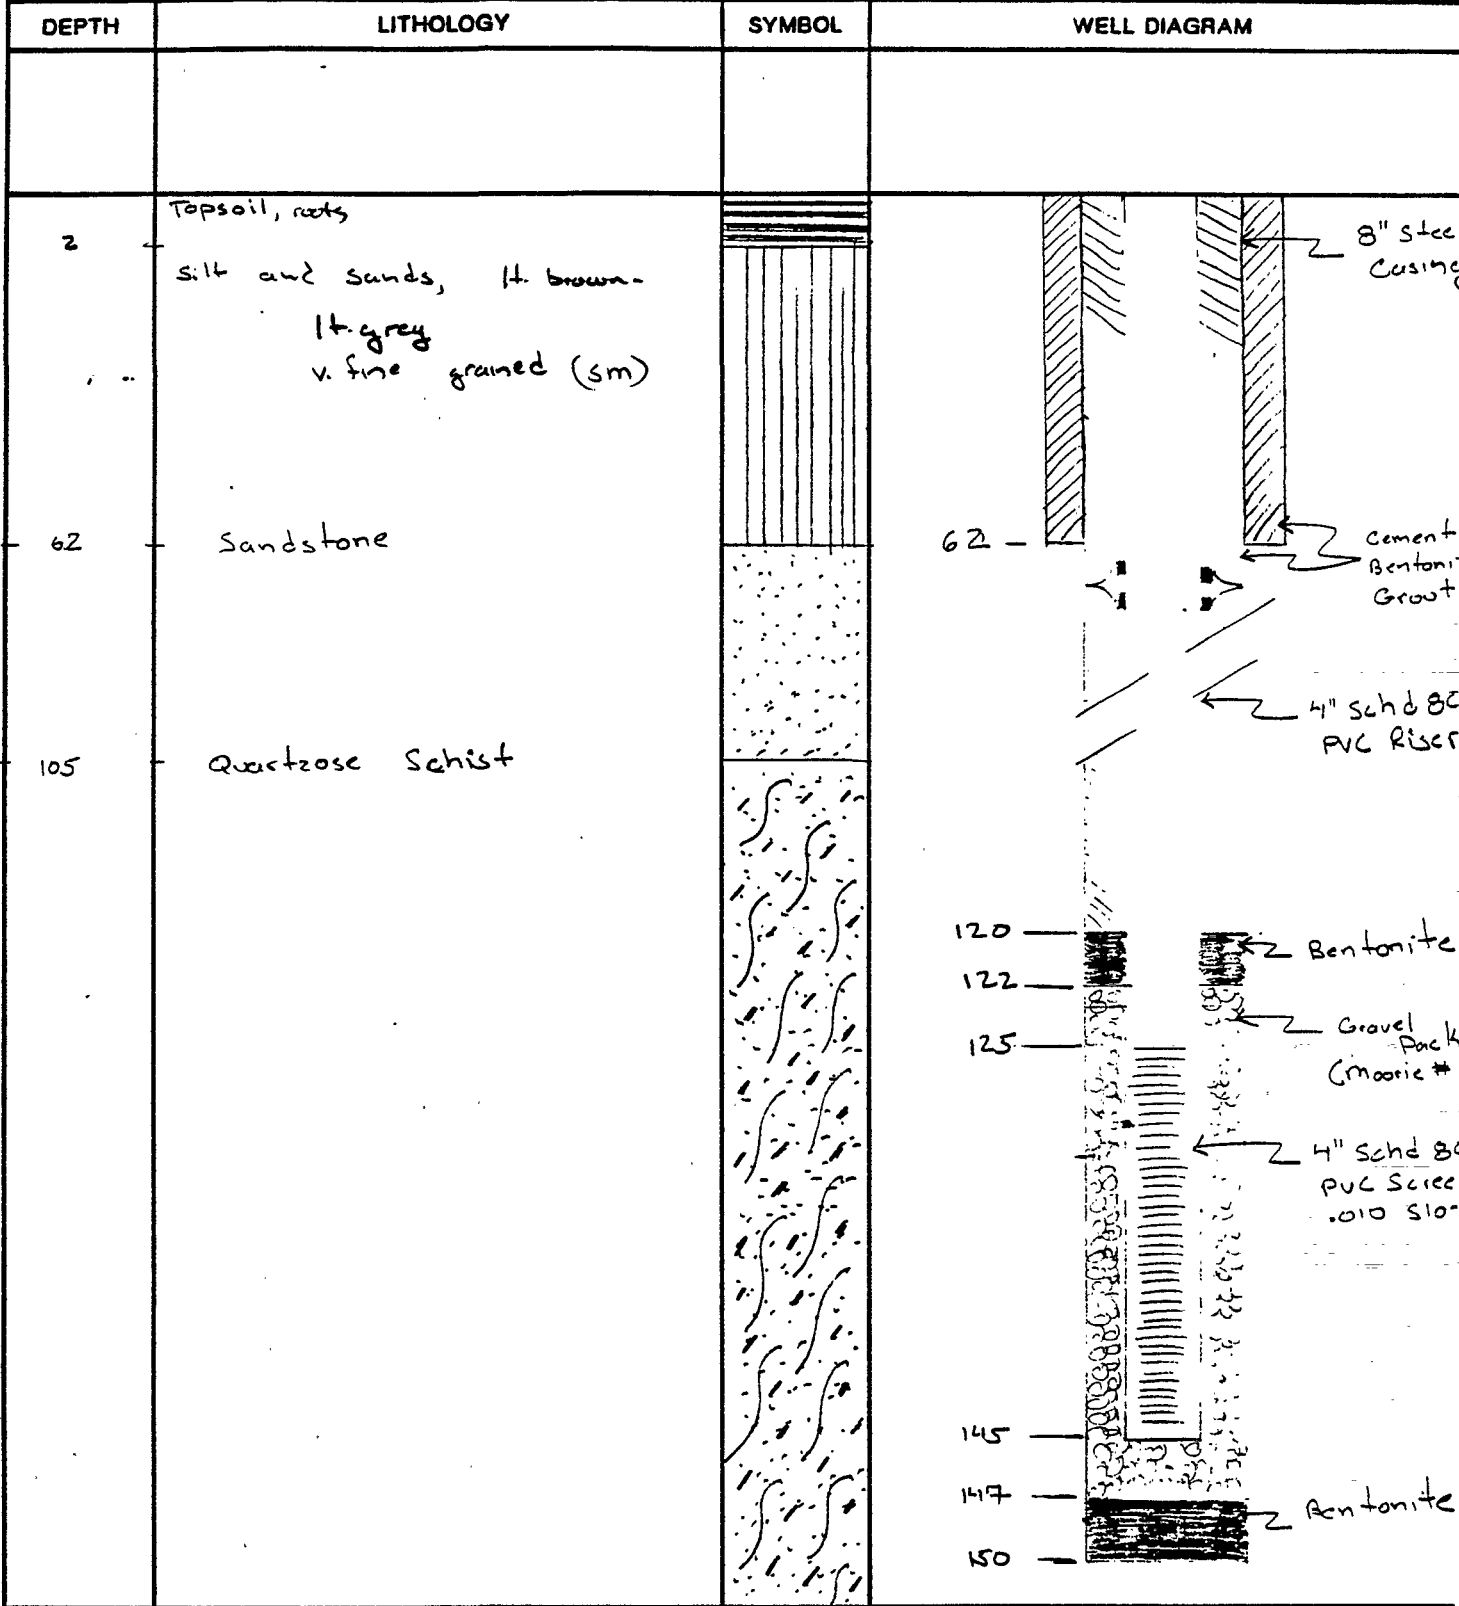 DEPTH LITHOLOGY SYMBOL WELL DIAGRAM
Topsoil, roots
2
silt and sands, lt. brown-
lt. grey
v. fine grained (sm)
8" Stee
Casing
62 Sandstone 62
Cement
Bentoni
Grout
4" Schd 80
PVC Riser
105 Quartzose Schist
120
Bentonite
122
Gravel
Pack
(moorie #
125
4" Schd 80
PVC Scree
.010 Slo
145
147
Bentonite
150